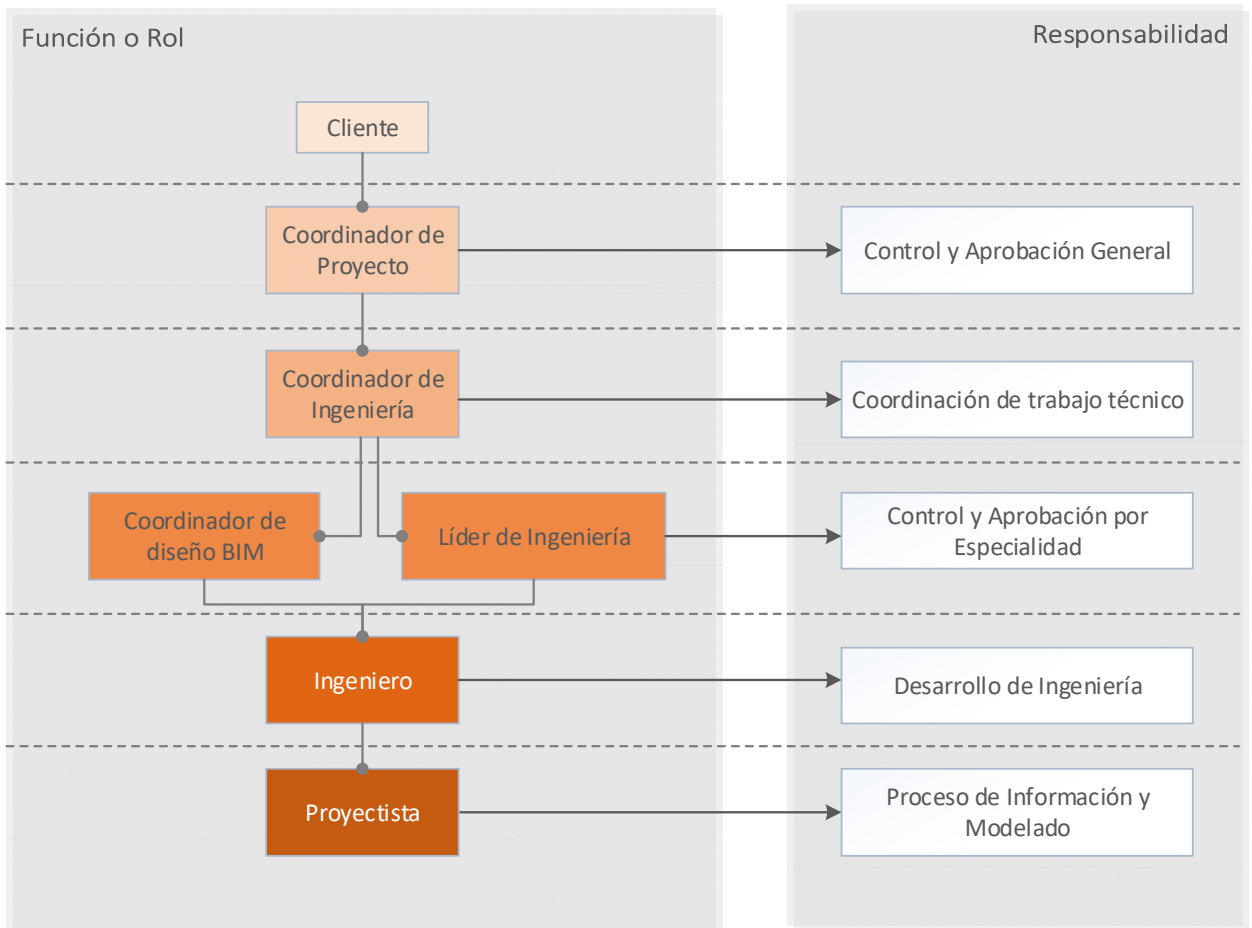 Función o Rol
Responsabilidad
Cliente
Coordinador de
Proyecto
Control y Aprobación General
Coordinador de
Ingeniería
Coordinación de trabajo técnico
Coordinador de
diseño BIM
Líder de Ingeniería
Control y Aprobación por
Especialidad
Ingeniero
Desarrollo de Ingeniería
Proyectista
Proceso de Información y
Modelado